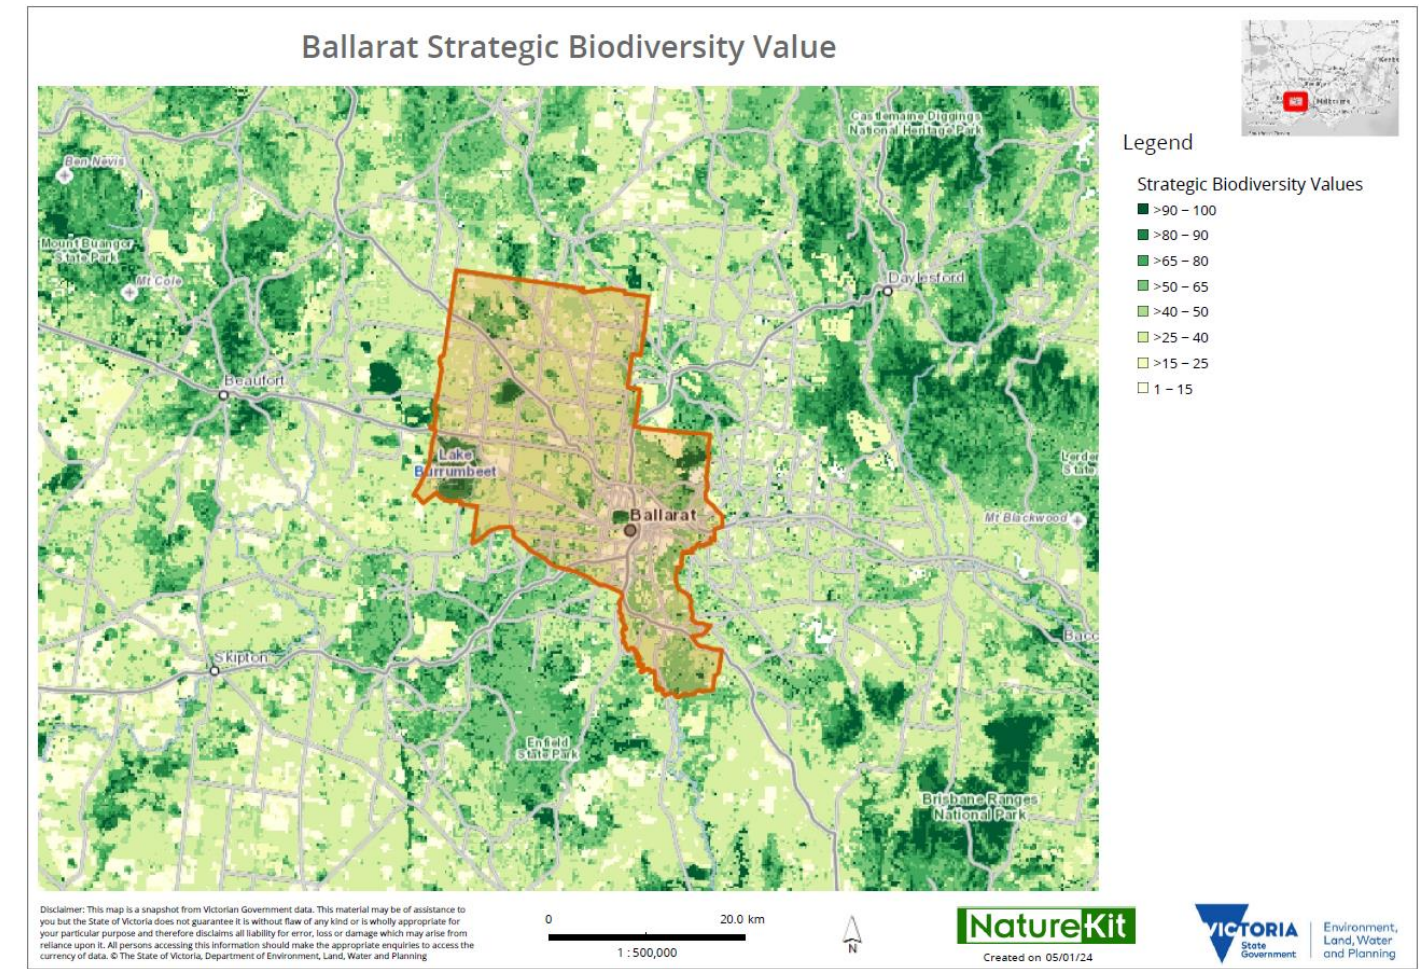 Ballarat Strategic Biodiversity Value
Castlemaine Diggings
National Heritage Park
Ben Nevis
Mount Buangor
State Park
Mt Cole
Daylesford
Beaufort
Lake
Burrumbeet
Lerder
State
Ballarat
Mt Blackwood
Bacc
Skipton
Enfield
State Park
Brisbane Ranges
National Park
Legend
Strategic Biodiversity Values
>90 – 100
>80 – 90
>65 – 80
>50 – 65
>40 – 50
>25 – 40
>15 – 25
1 – 15
Disclaimer: This map is a snapshot from Victorian Government data. This material may be of assistance to
you but the State of Victoria does not guarantee it is without flaw of any kind or is wholly appropriate for
your particular purpose and therefore disclaims all liability for error, loss or damage which may arise from
reliance upon it. All persons accessing this information should make the appropriate enquiries to access the
currency of data. © The State of Victoria, Department of Environment, Land, Water and Planning
0 20.0 km
1 : 500,000
N
NatureKit
Created on 05/01/24
VICTORIA
State
Government
Environment,
Land, Water
and Planning